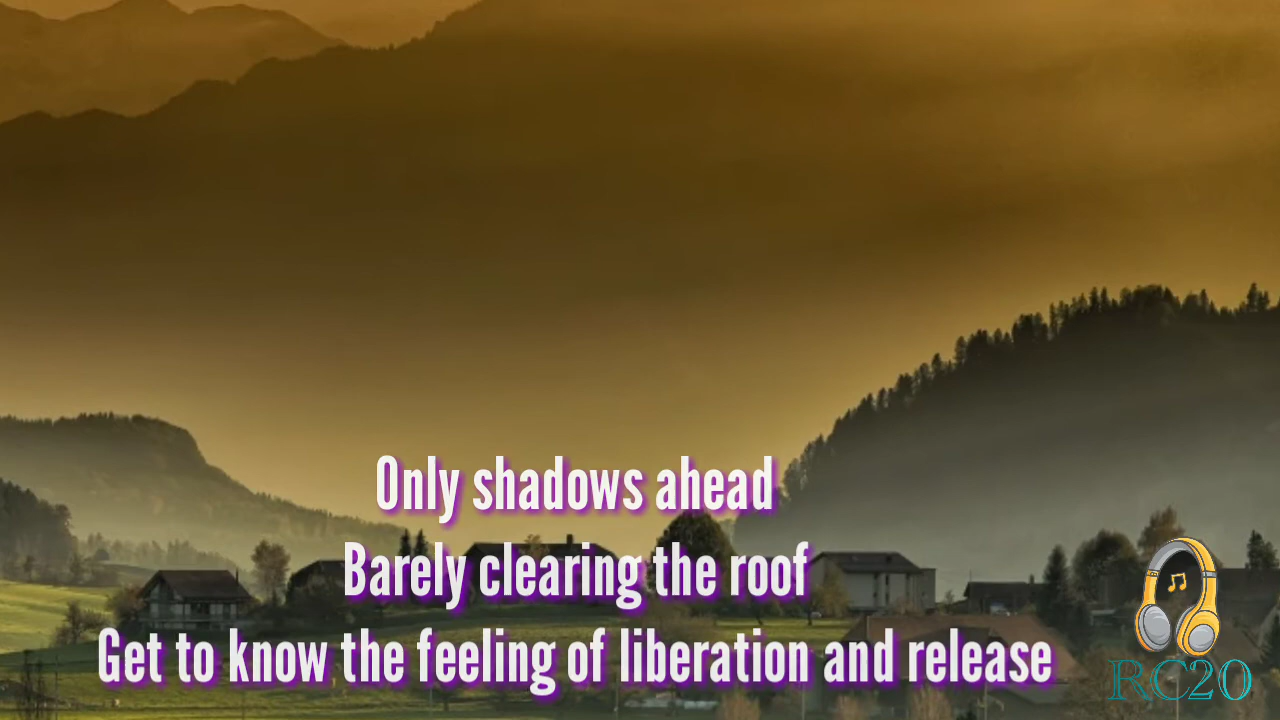 Only shadows ahead
Barely clearing the roof
Get to know the feeling of liberation and release
RC20